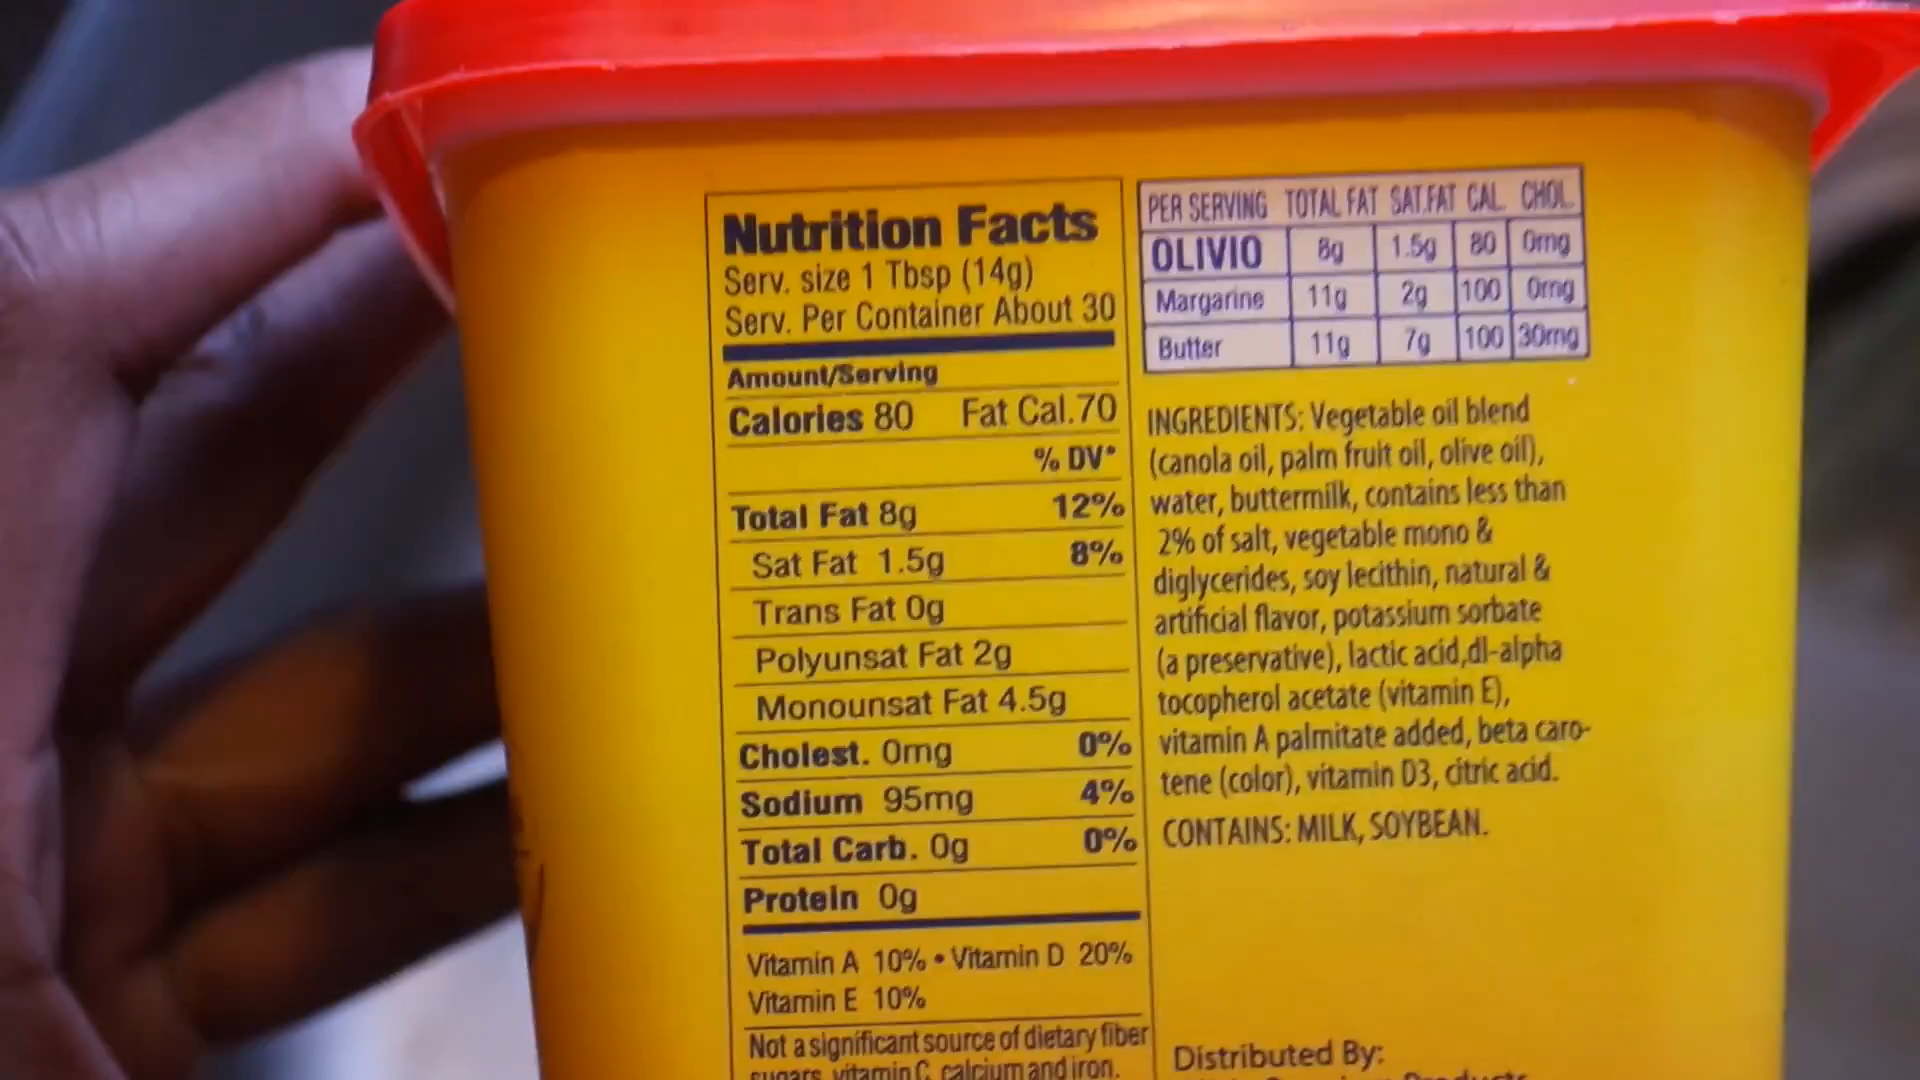 Nutrition Facts
Serv. size 1 Tbsp (14g)
Serv. Per Container About 30
Amount/Serving
Calories 80 Fat Cal.70
% DV*
Total Fat 8g 12%
Sat Fat 1.5g 8%
Trans Fat 0g
Polyunsat Fat 2g
Monounsat Fat 4.5g
Cholest. 0mg 0%
Sodium 95mg 4%
Total Carb. 0g 0%
Protein 0g
Vitamin A 10% • Vitamin D 20%
Vitamin E 10%
Not a significant source of dietary fiber
sugars, vitamin C, calcium and iron.
PER SERVING TOTAL FAT SAT.FAT CAL. CHOL.
OLIVIO 8g 1.5g 80 0mg
Margarine 11g 2g 100 0mg
Butter 11g 7g 100 30mg
INGREDIENTS: Vegetable oil blend
(canola oil, palm fruit oil, olive oil),
water, buttermilk, contains less than
2% of salt, vegetable mono &
diglycerides, soy lecithin, natural &
artificial flavor, potassium sorbate
(a preservative), lactic acid,dl-alpha
tocopherol acetate (vitamin E),
vitamin A palmitate added, beta caro-
tene (color), vitamin D3, citric acid.
CONTAINS: MILK, SOYBEAN.
Distributed By:
Products